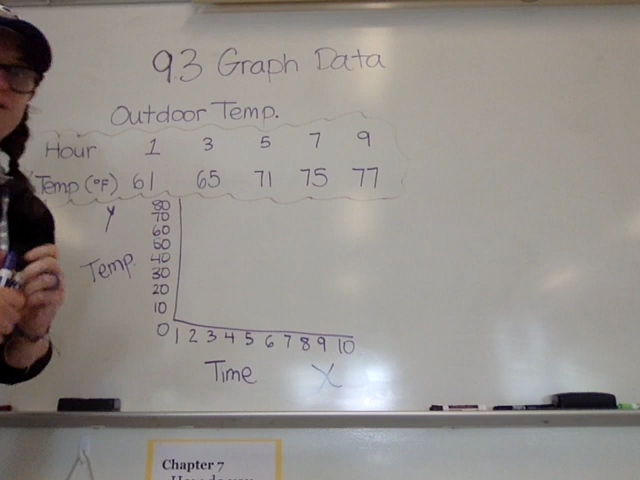 93 Graph Data
Outdoor Temp.
Hour 1 3 5 7 9
Temp (°F) 61 65 71 75 77
y
80
70
60
50
40
30
20
10
0
Temp.
1 2 3 4 5 6 7 8 9 10
Time X
Chapter 7